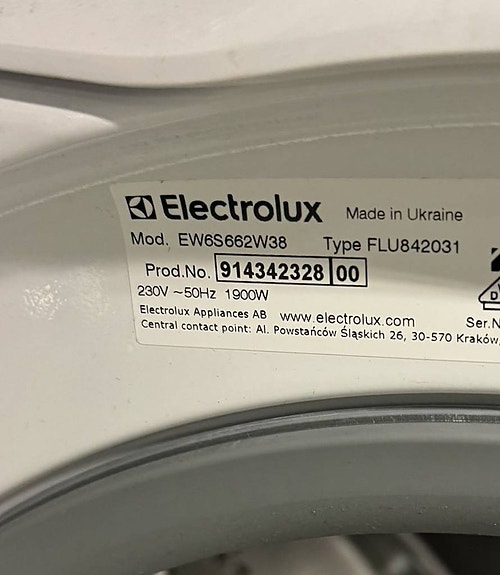 Electrolux Made in Ukraine
Mod. EW6S662W38 Type FLU842031
Prod.No. 914342328 00
230V ~50Hz 1900W
Electrolux Appliances AB www.electrolux.com Ser.N
Central contact point: Al. Powstańców Śląskich 26, 30-570 Kraków,